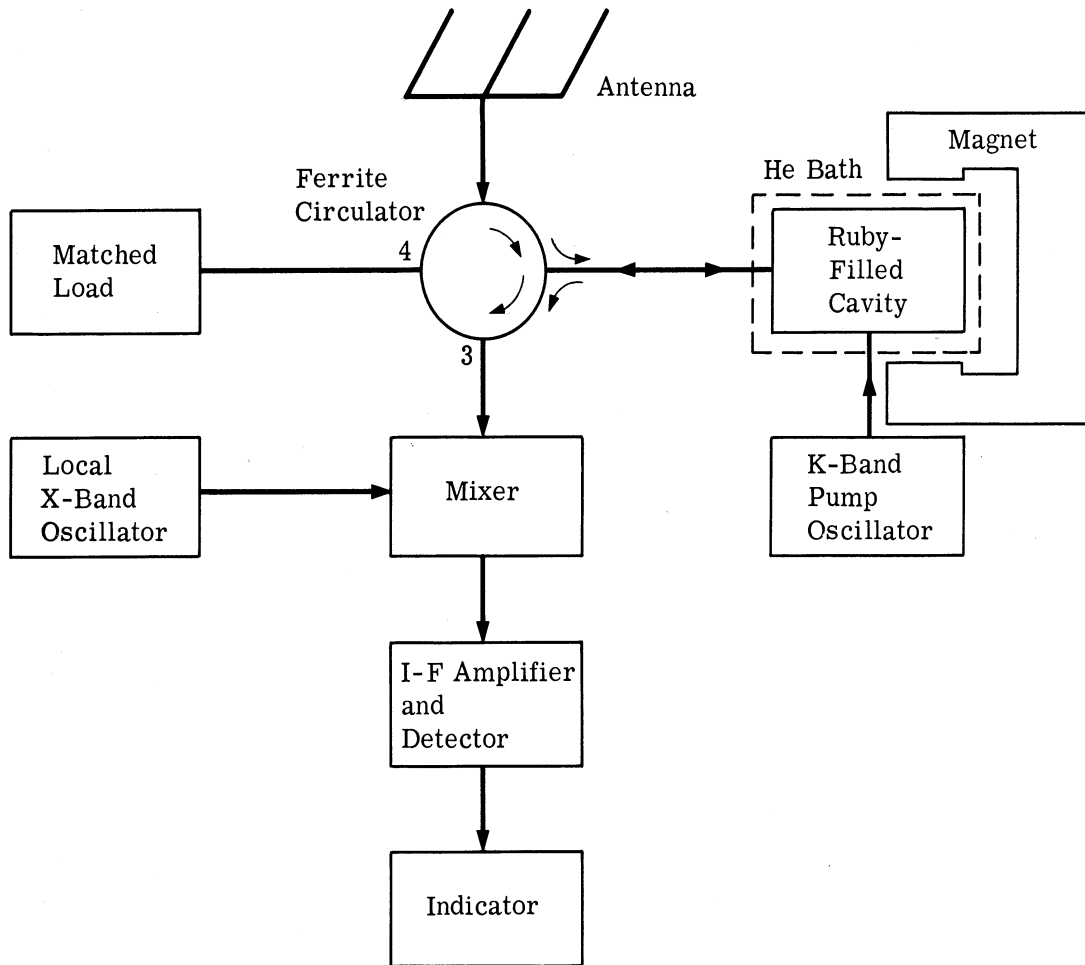 Antenna
Magnet
He Bath
Ferrite
Circulator
4
Matched
Load
Ruby-
Filled
Cavity
3
Local
X-Band
Oscillator
Mixer
K-Band
Pump
Oscillator
I-F Amplifier
and
Detector
Indicator